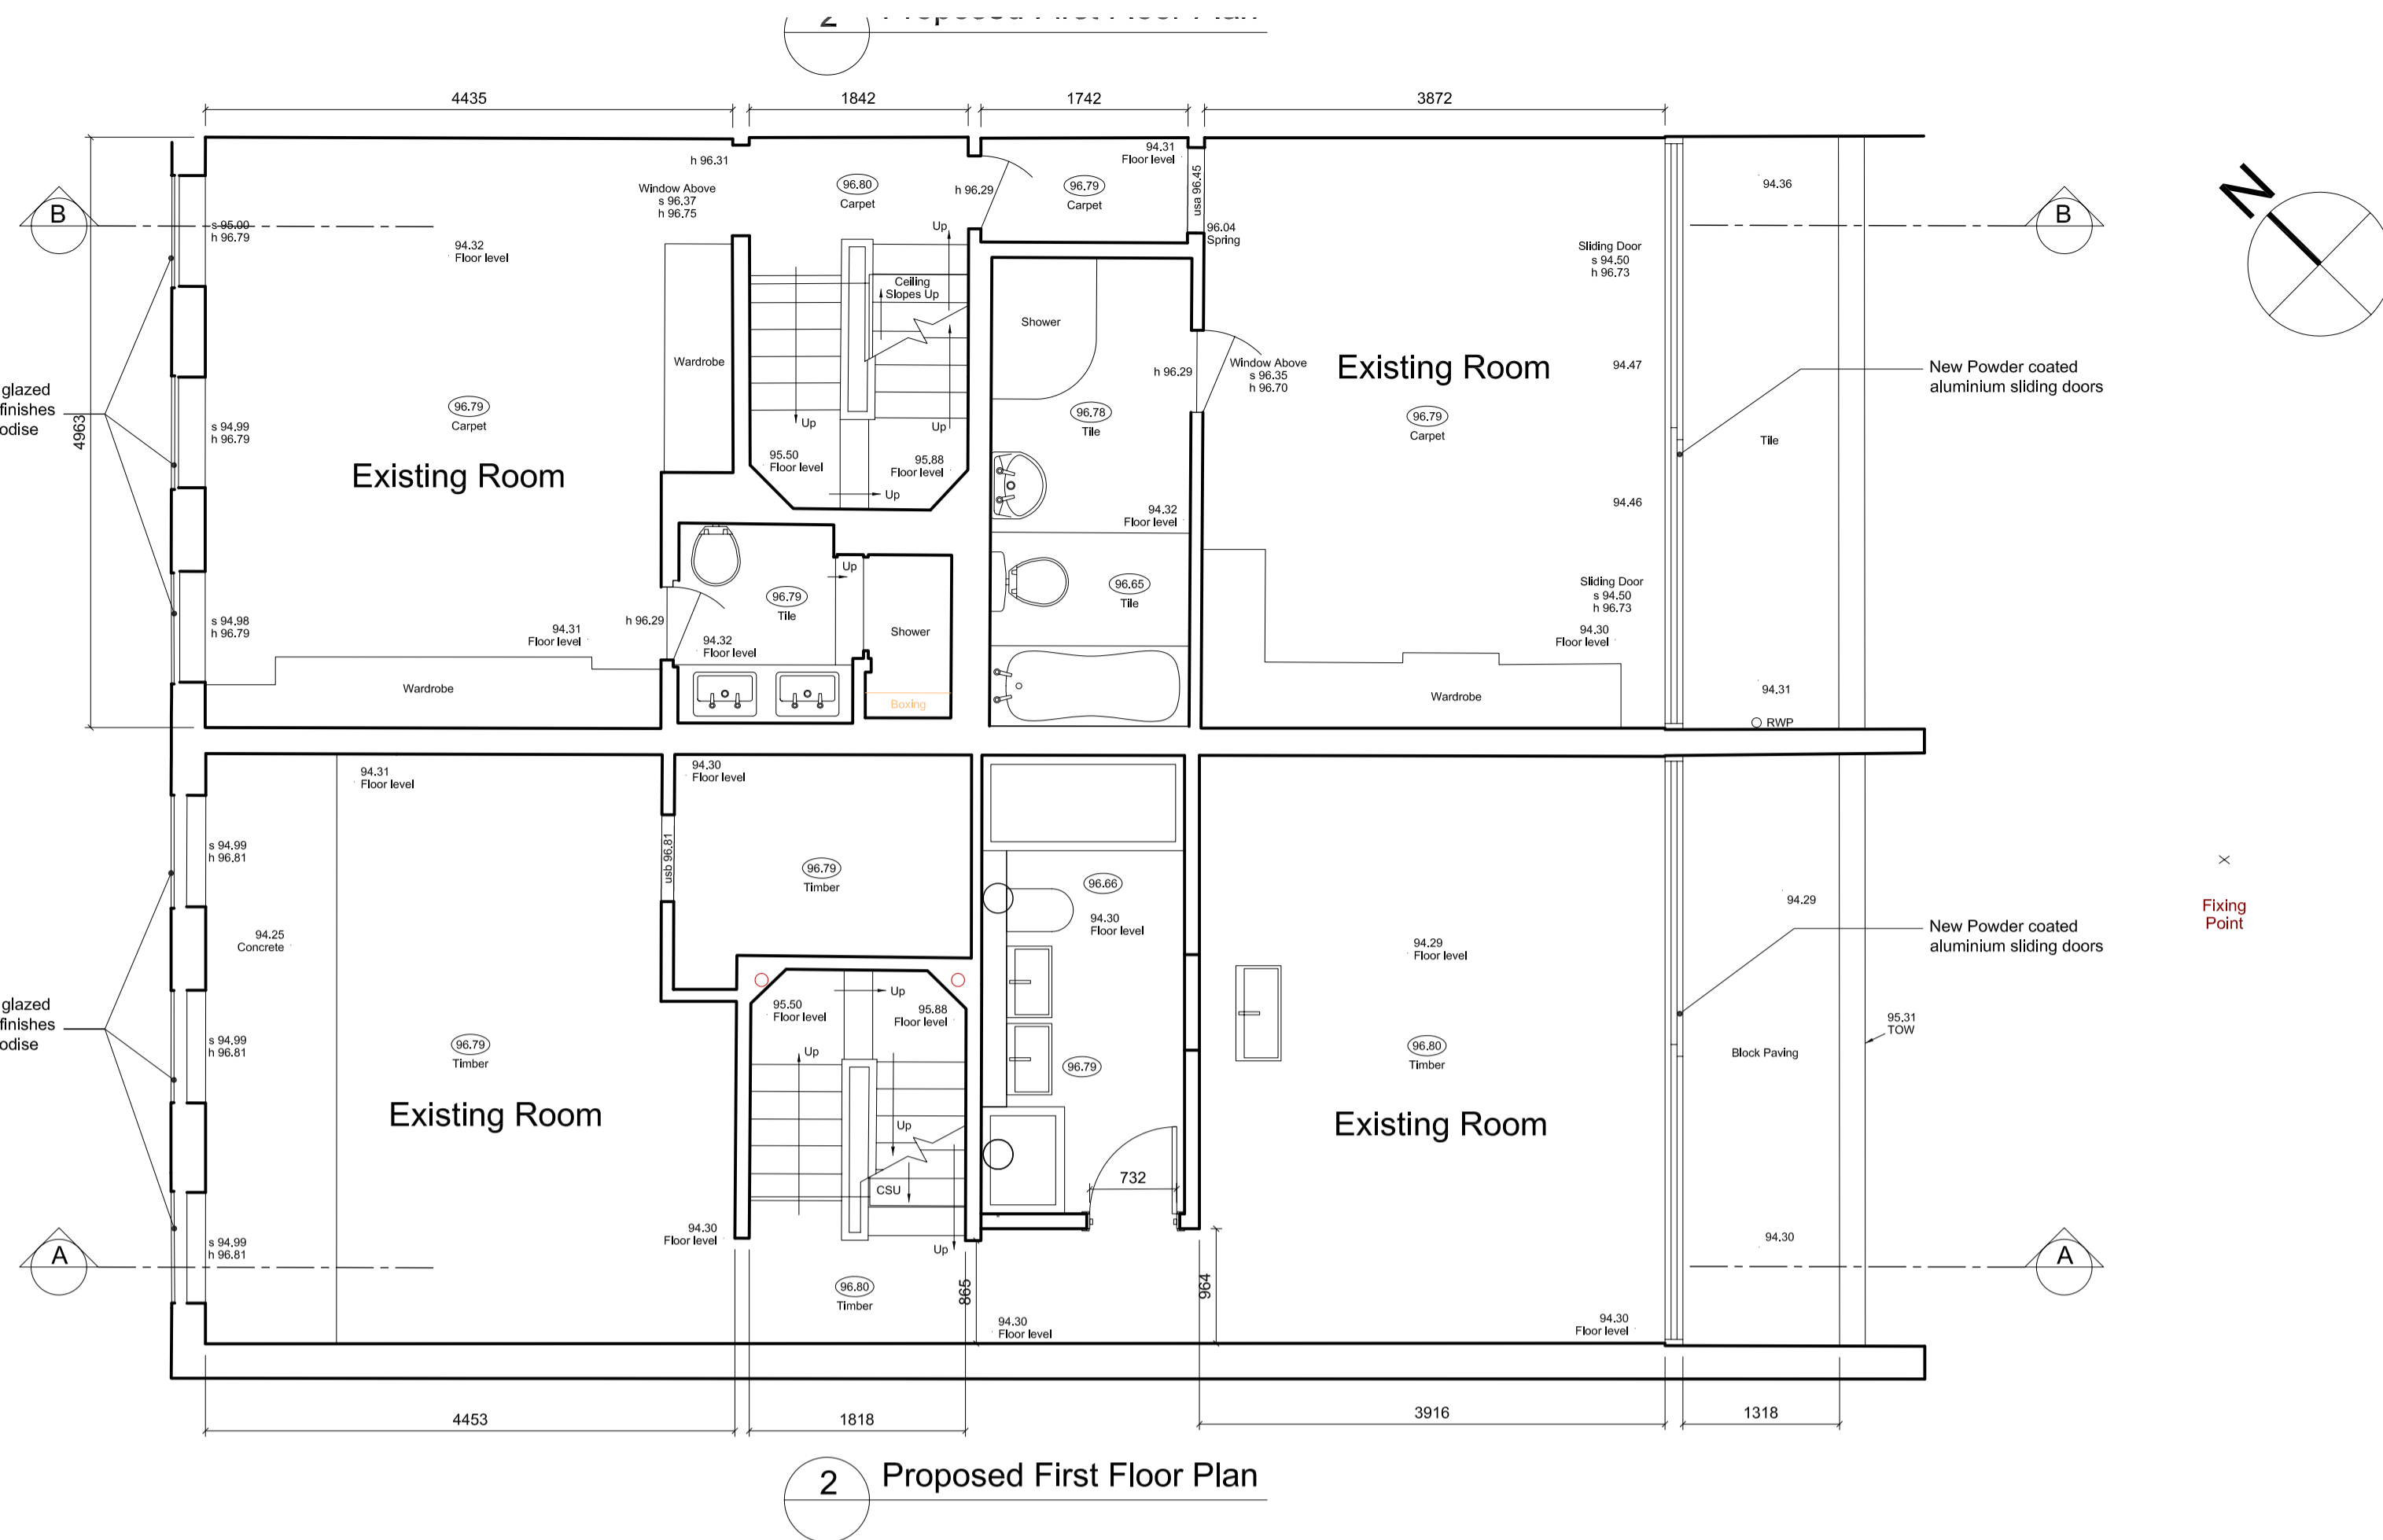 2 Proposed First Floor Plan
4435
1842
1742
3872
4963
B
B
N
s 95.00
h 96.79
94.32
Floor level
h 96.31
Window Above
s 96.37
h 96.75
96.80
Carpet
h 96.29
94.31
Floor level
96.79
Carpet
usa 96.45
96.04
Spring
Sliding Door
s 94.50
h 96.73
94.36
glazed
finishes
odise
s 94.99
h 96.79
96.79
Carpet
Existing Room
Wardrobe
Up
Ceiling
Slopes Up
Up
Up
95.50
Floor level
95.88
Floor level
Up
Shower
h 96.29
96.78
Tile
Window Above
s 96.35
h 96.70
Existing Room
96.79
Carpet
94.47
94.46
New Powder coated
aluminium sliding doors
Tile
94.32
Floor level
96.65
Tile
Sliding Door
s 94.50
h 96.73
94.30
Floor level
s 94.98
h 96.79
94.31
Floor level
h 96.29
94.32
Floor level
96.79
Tile
Up
Shower
Boxing
Wardrobe
Wardrobe
94.31
RWP
94.31
Floor level
94.30
Floor level
s 94.99
h 96.81
usb 96.81
96.79
Timber
96.66
94.30
Floor level
94.29
Fixing
Point
94.25
Concrete
94.29
Floor level
New Powder coated
aluminium sliding doors
glazed
finishes
odise
s 94.99
h 96.81
96.79
Timber
Existing Room
95.50
Floor level
Up
95.88
Floor level
Up
Up
CSU
Up
96.79
96.80
Timber
Existing Room
Block Paving
95.31
TOW
732
A
A
s 94.99
h 96.81
94.30
Floor level
96.80
Timber
865
964
94.30
Floor level
94.30
Floor level
94.30
4453
1818
3916
1318
2 Proposed First Floor Plan